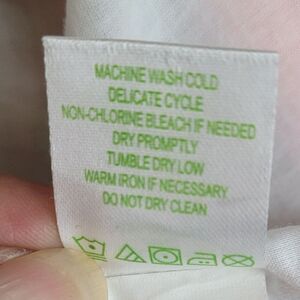 MACHINE WASH COLD
DELICATE CYCLE
NON-CHLORINE BLEACH IF NEEDED
DRY PROMPTLY
TUMBLE DRY LOW
WARM IRON IF NECESSARY
DO NOT DRY CLEAN